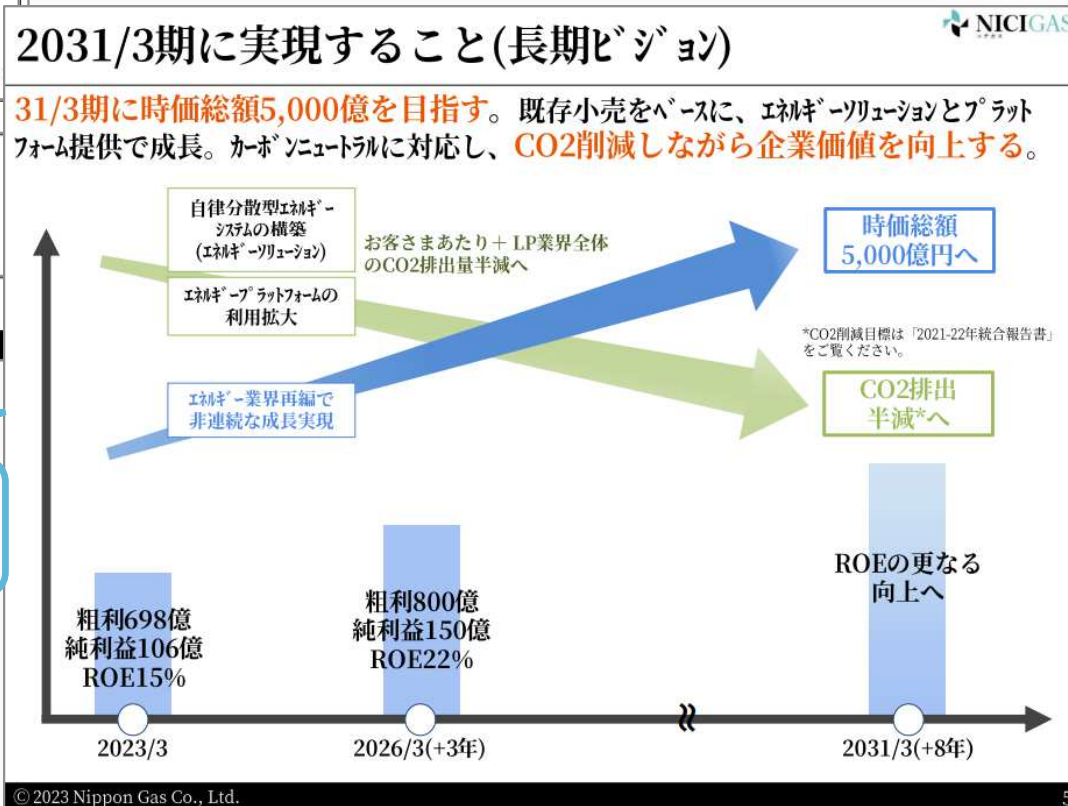 2031/3期に実現すること(長期ビジョン)
NICIGAS
ニチガス
31/3期に時価総額5,000億を目指す。既存小売をベースに、エネルギーソリューションとプラット
フォーム提供で成長。カーボンニュートラルに対応し、CO2削減しながら企業価値を向上する。
自律分散型エネルギー
システムの構築
(エネルギーソリューション)
お客さまあたり+LP業界全体
のCO2排出量半減へ
エネルギープラットフォームの
利用拡大
エネルギー業界再編で
非連続な成長実現
時価総額
5,000億円へ
*CO2削減目標は「2021-22年統合報告書」
をご覧ください。
CO2排出
半減*へ
粗利698億
純利益106億
ROE15%
粗利800億
純利益150億
ROE22%
ROEの更なる
向上へ
2023/3
2026/3(+3年)
2031/3(+8年)
© 2023 Nippon Gas Co., Ltd.
5